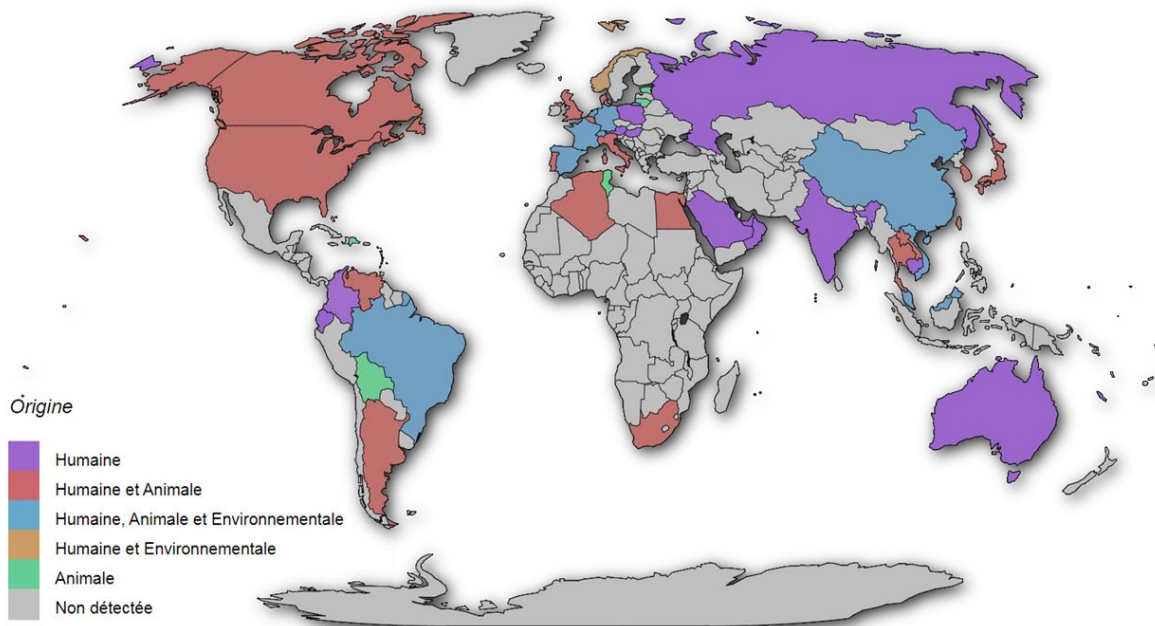 Origine
Humaine
Humaine et Animale
Humaine, Animale et Environnementale
Humaine et Environnementale
Animale
Non détectée